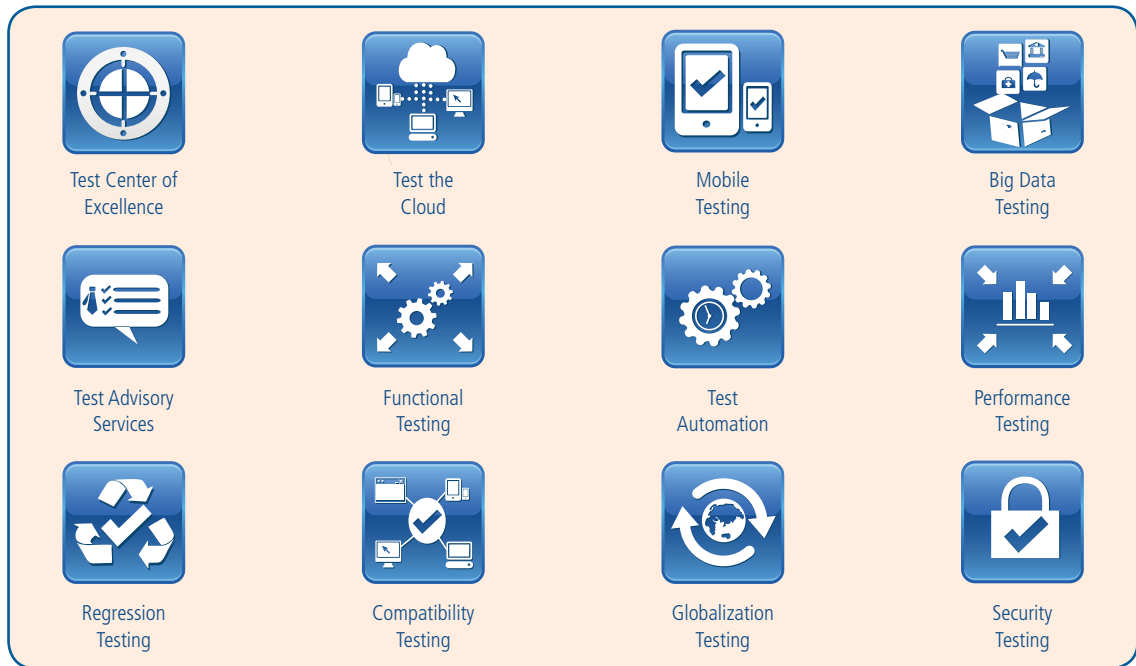 Test Center of
Excellence
Test the
Cloud
Mobile
Testing
Big Data
Testing
Test Advisory
Services
Functional
Testing
Test
Automation
Performance
Testing
Regression
Testing
Compatibility
Testing
Globalization
Testing
Security
Testing